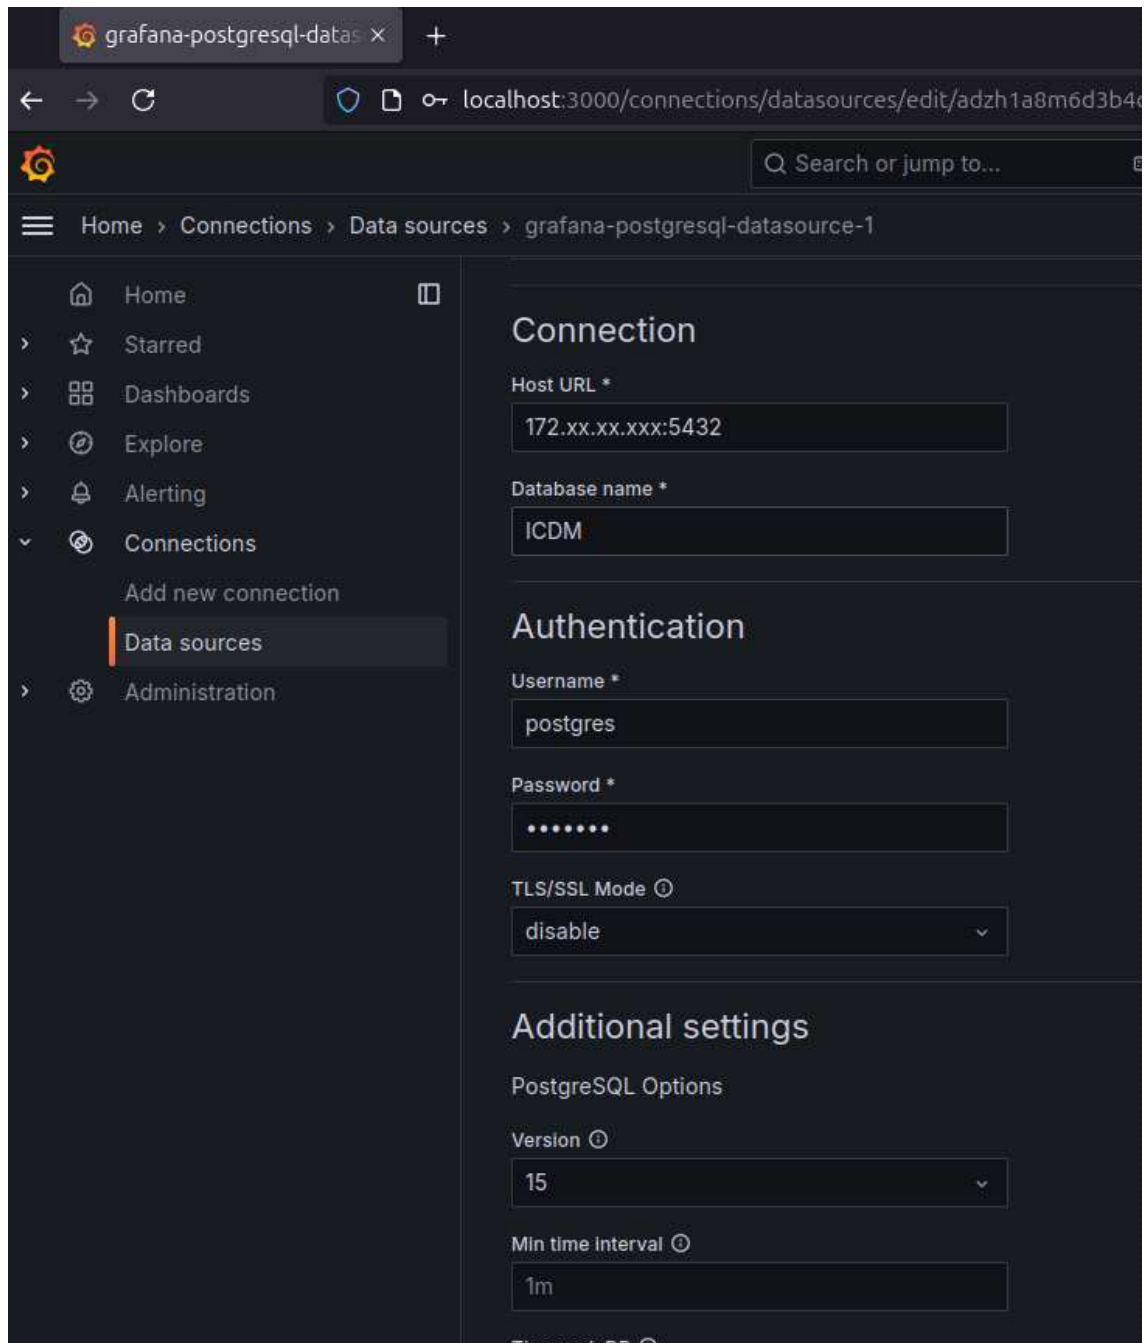 grafana-postgresql-datas
localhost:3000/connections/datasources/edit/adzh1a8m6d3b4
Search or jump to...
Home › Connections › Data sources › grafana-postgresql-datasource-1
Home
Starred
Dashboards
Explore
Alerting
Connections
Add new connection
Data sources
Administration
Connection
Host URL *
172.xx.xx.xxx:5432
Database name *
ICDM
Authentication
Username *
postgres
Password *
•••••••
TLS/SSL Mode
disable
Additional settings
PostgreSQL Options
Version
15
Min time interval
1m